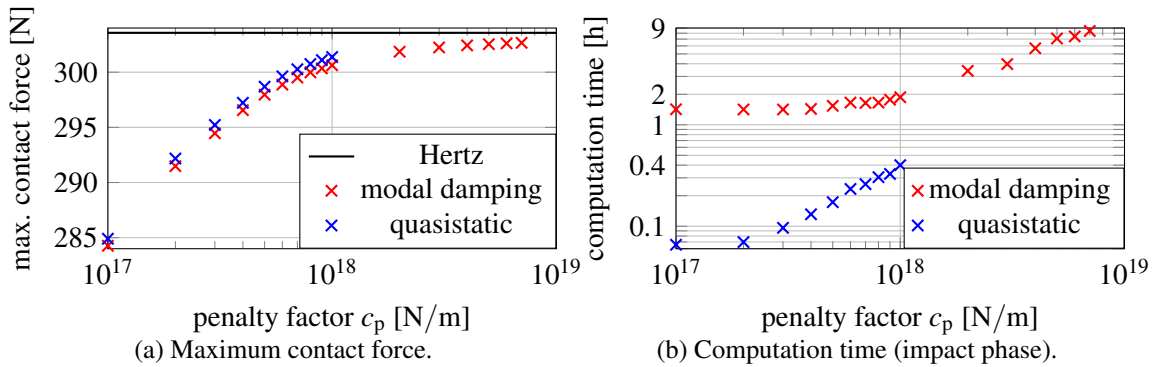 max. contact force [N]
300
295
290
285
10^17
10^18
10^19
Hertz
modal damping
quasistatic
penalty factor c_p [N/m]
(a) Maximum contact force.
computation time [h]
9
2
1
0.4
0.1
10^17
10^18
10^19
modal damping
quasistatic
penalty factor c_p [N/m]
(b) Computation time (impact phase).